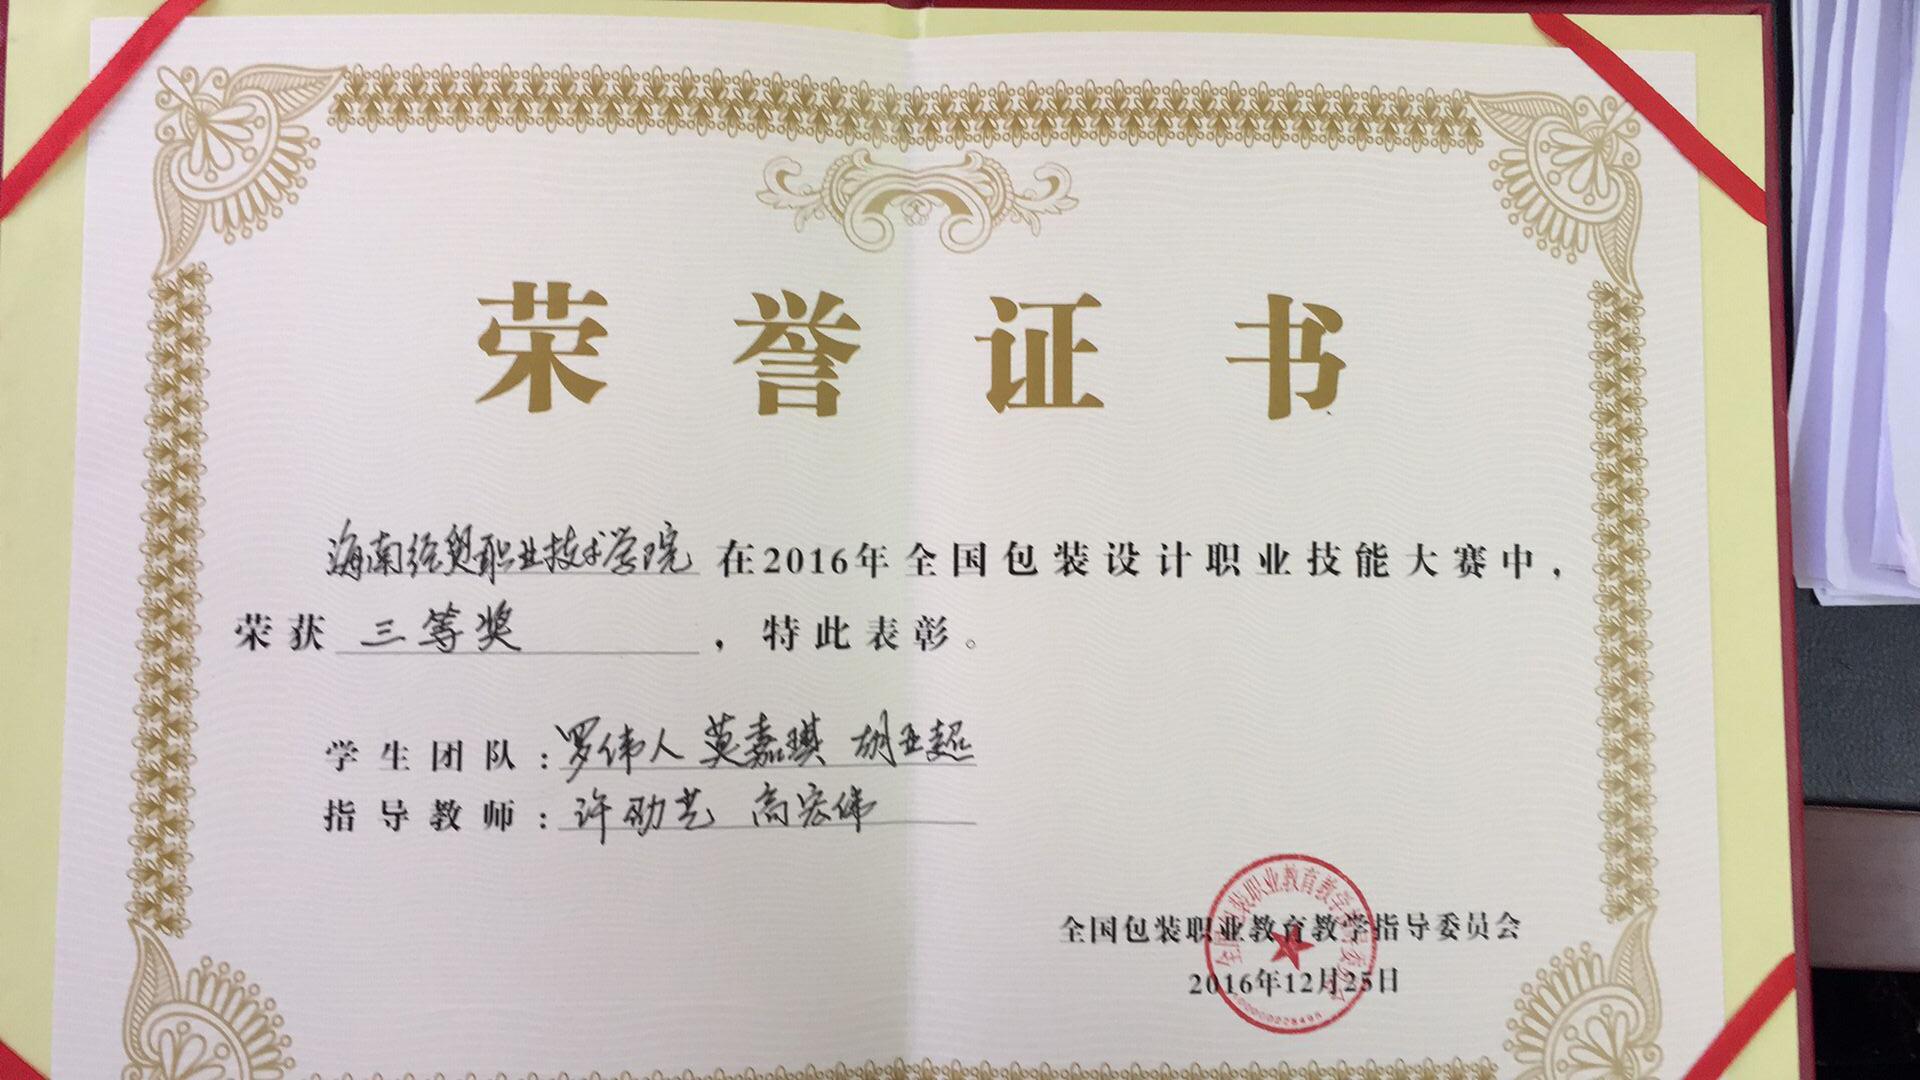 荣誉证书
海南经贸职业技术学院 在2016年全国包装设计职业技能大赛中，
荣获 三等奖 ，特此表彰。
学生团队：罗伟人 莫嘉琪 胡亚超
指导教师：许劭艺 高宏伟
全国包装职业教育教学指导委员会
2016年12月25日